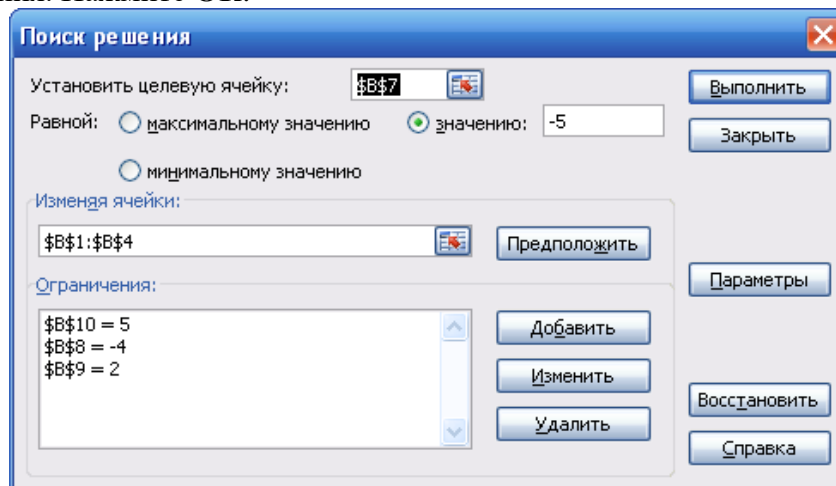 Поиск решения
Установить целевую ячейку: $B$7
Выполнить
Равной: максимальному значению значению: -5
Закрыть
минимальному значению
Изменяя ячейки:
$B$1:$B$4
Предположить
Параметры
Ограничения:
$B$10 = 5
$B$8 = -4
$B$9 = 2
Добавить
Изменить
Удалить
Восстановить
Справка